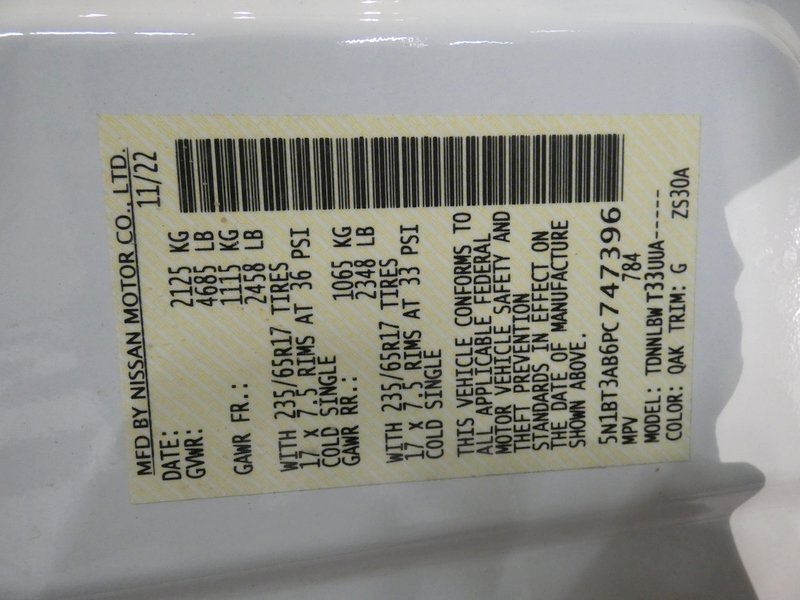 MFD BY NISSAN MOTOR CO., LTD.
DATE: 11/22
GVWR: 2125 KG
4685 LB
GAWR FR.: 1115 KG
2458 LB
WITH 235/65R17 TIRES
17 X 7.5 RIMS AT 36 PSI
COLD SINGLE
GAWR RR.: 1065 KG
2348 LB
WITH 235/65R17 TIRES
17 X 7.5 RIMS AT 33 PSI
COLD SINGLE
THIS VEHICLE CONFORMS TO
ALL APPLICABLE FEDERAL
MOTOR VEHICLE SAFETY AND
THEFT PREVENTION
STANDARDS IN EFFECT ON
THE DATE OF MANUFACTURE
SHOWN ABOVE.
5N1BT3AB6PC747396
MPV 784
MODEL: TDNNLBWT33UUA-----
COLOR: QAK TRIM: G ZS30A